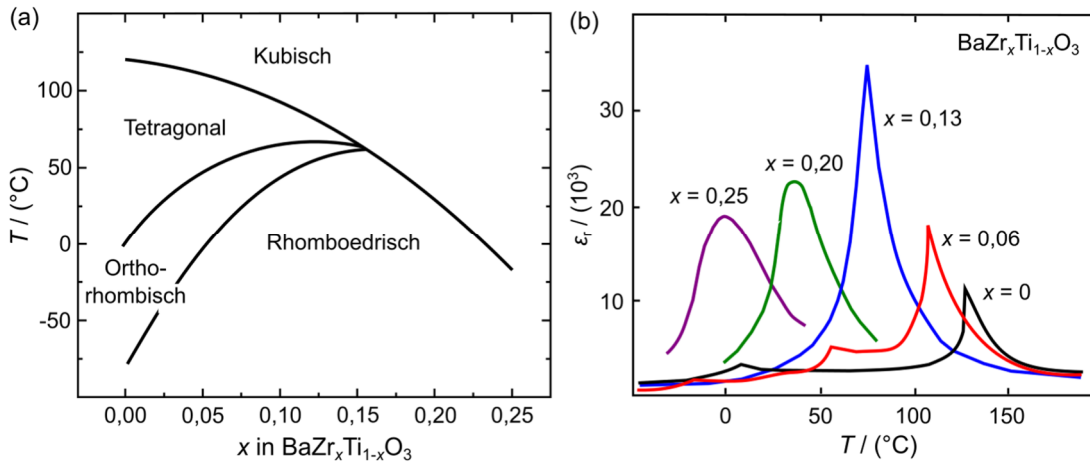 (a)
Kubisch
Tetragonal
Ortho-
rhombisch
Rhomboedrisch
T / (°C)
100
50
0
-50
0,00 0,05 0,10 0,15 0,20 0,25
x in BaZrₓTi₁₋ₓO₃
(b)
BaZrₓTi₁₋ₓO₃
x = 0,13
x = 0,20
x = 0,25
x = 0,06
x = 0
εᵣ / (10³)
30
20
10
0 50 100 150
T / (°C)